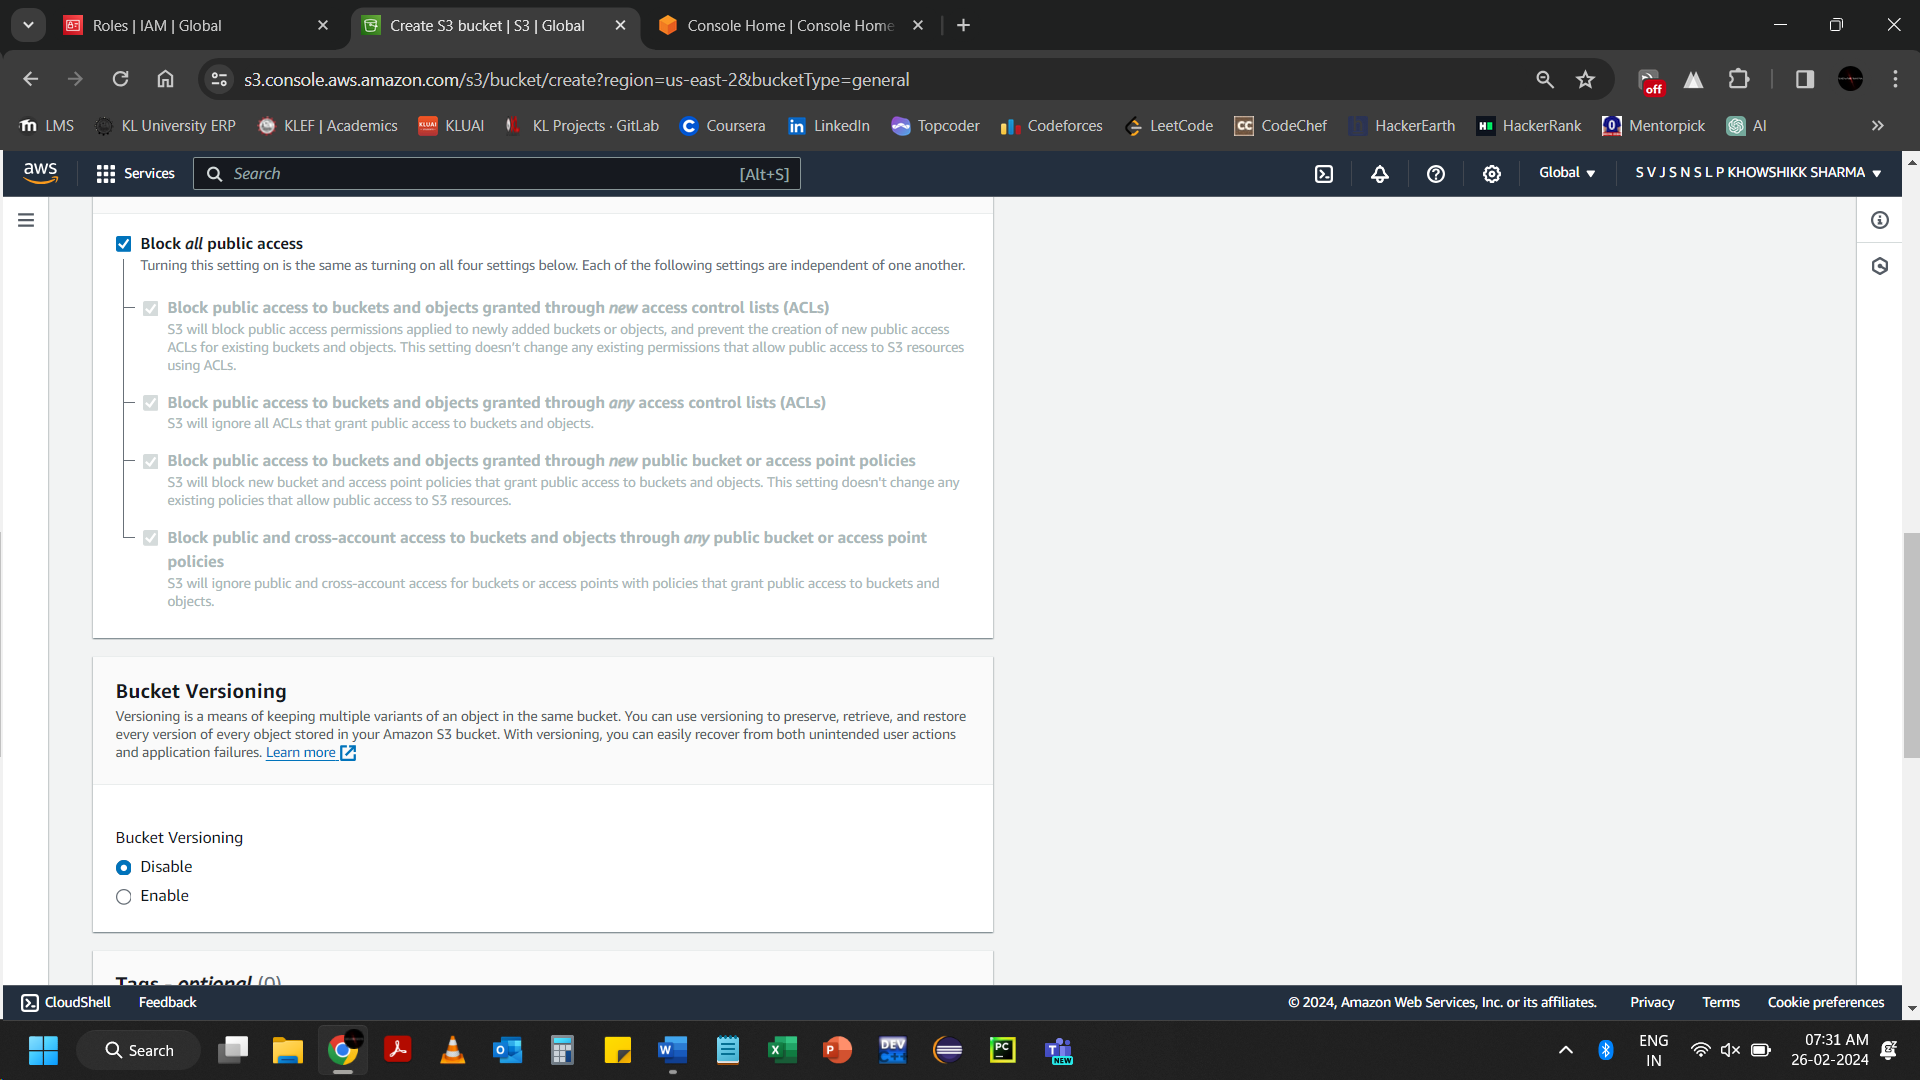 Roles | IAM | Global
Create S3 bucket | S3 | Global
Console Home | Console Home
s3.console.aws.amazon.com/s3/bucket/create?region=us-east-2&bucketType=general
off
LMS
KL University ERP
KLEF | Academics
KLUAI
KLUAI
KL Projects · GitLab
Coursera
LinkedIn
Topcoder
Codeforces
LeetCode
CC
CodeChef
HackerEarth
HackerRank
Mentorpick
AI
aws
Services
Search
[Alt+S]
Global
S V J S N S L P KHOWSHIKK SHARMA
Block all public access
Turning this setting on is the same as turning on all four settings below. Each of the following settings are independent of one another.
Block public access to buckets and objects granted through new access control lists (ACLs)
S3 will block public access permissions applied to newly added buckets or objects, and prevent the creation of new public access
ACLs for existing buckets and objects. This setting doesn't change any existing permissions that allow public access to S3 resources
using ACLs.
Block public access to buckets and objects granted through any access control lists (ACLs)
S3 will ignore all ACLs that grant public access to buckets and objects.
Block public access to buckets and objects granted through new public bucket or access point policies
S3 will block new bucket and access point policies that grant public access to buckets and objects. This setting doesn't change any
existing policies that allow public access to S3 resources.
Block public and cross-account access to buckets and objects through any public bucket or access point
policies
S3 will ignore public and cross-account access for buckets or access points with policies that grant public access to buckets and
objects.
Bucket Versioning
Versioning is a means of keeping multiple variants of an object in the same bucket. You can use versioning to preserve, retrieve, and restore
every version of every object stored in your Amazon S3 bucket. With versioning, you can easily recover from both unintended user actions
and application failures. Learn more
Bucket Versioning
Disable
Enable
Tags - optional (0)
CloudShell
Feedback
© 2024, Amazon Web Services, Inc. or its affiliates.
Privacy
Terms
Cookie preferences
Search
DEV
PC
NEW
ENG
IN
07:31 AM
26-02-2024